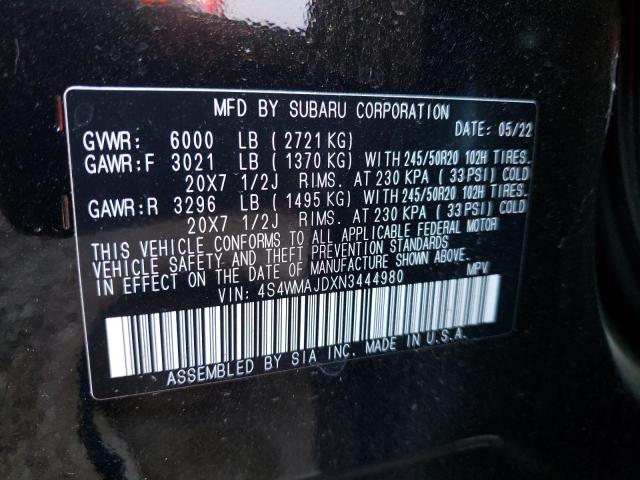 MFD BY SUBARU CORPORATION
DATE: 05/22
GVWR: 6000 LB ( 2721 KG)
GAWR:F 3021 LB ( 1370 KG) WITH 245/50R20 102H TIRES.
20X7 1/2J RIMS. AT 230 KPA ( 33 PSI) COLD
GAWR:R 3296 LB ( 1495 KG) WITH 245/50R20 102H TIRES.
20X7 1/2J RIMS. AT 230 KPA ( 33 PSI) COLD
THIS VEHICLE CONFORMS TO ALL APPLICABLE FEDERAL MOTOR
VEHICLE SAFETY AND THEFT PREVENTION STANDARDS
IN EFFECT ON THE DATE OF MANUFACTURE SHOWN ABOVE.
VIN: 4S4WMAJDXN3444980 MPV
ASSEMBLED BY SIA INC. MADE IN U.S.A.